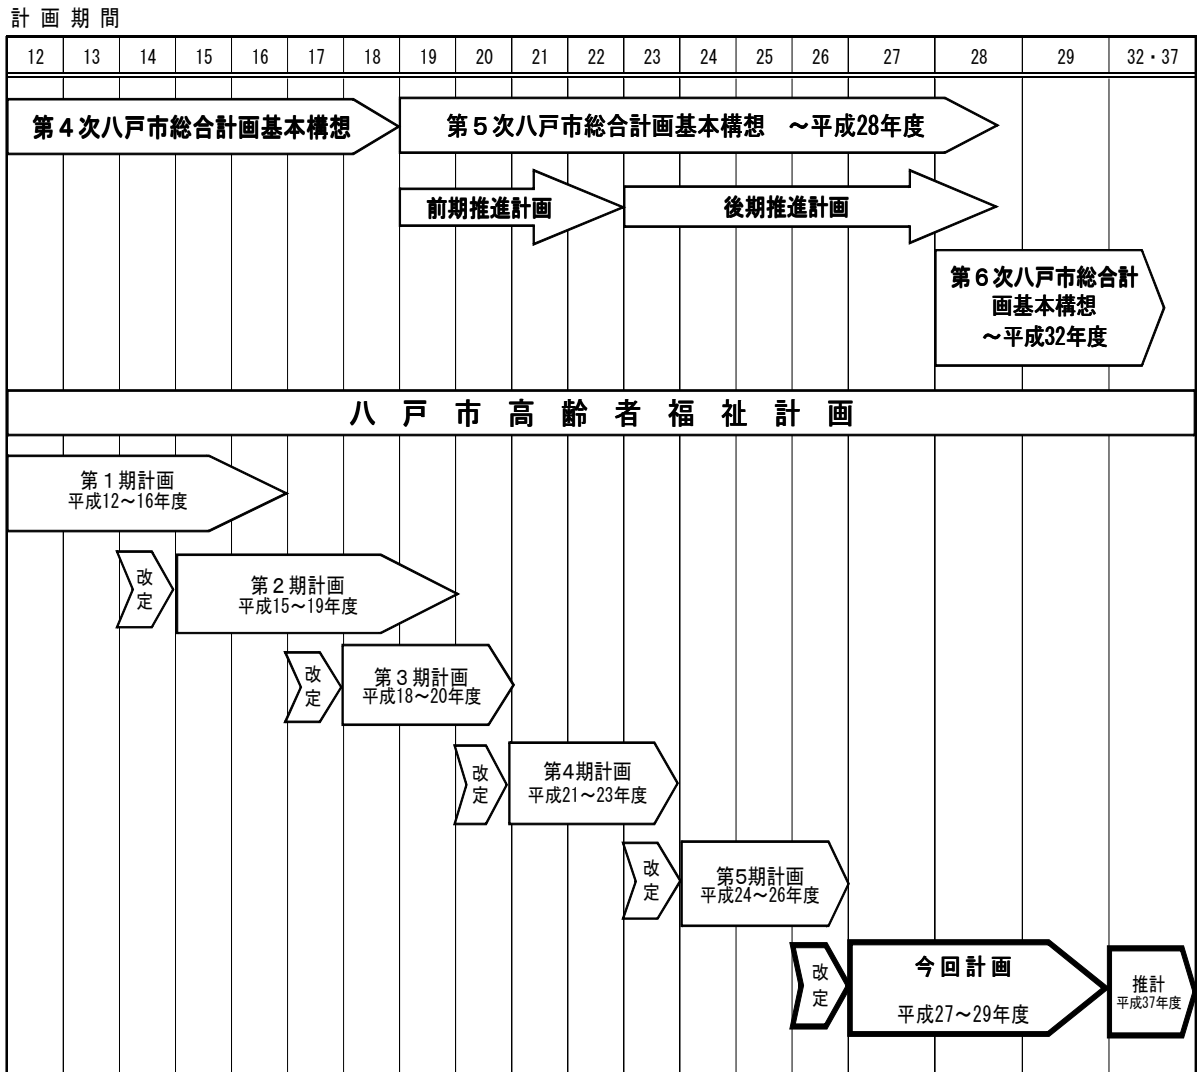 計画期間
12 13 14 15 16 17 18 19 20 21 22 23 24 25 26 27 28 29 32・37
第４次八戸市総合計画基本構想
第５次八戸市総合計画基本構想　～平成28年度
前期推進計画
後期推進計画
第６次八戸市総合計
画基本構想
～平成32年度
八戸市高齢者福祉計画
第１期計画
平成12～16年度
改
定
第２期計画
平成15～19年度
改
定
第３期計画
平成18～20年度
改
定
第4期計画
平成21～23年度
改
定
第5期計画
平成24～26年度
改
定
今回計画
平成27～29年度
推計
平成37年度